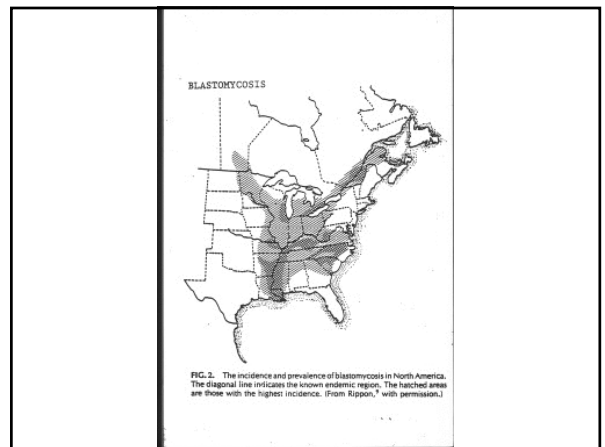 BLASTOMYCOSIS
FIG. 2. The incidence and prevalence of blastomycosis in North America.
The diagonal line indicates the known endemic region. The hatched areas
are those with the highest incidence. (From Rippon,⁹ with permission.)